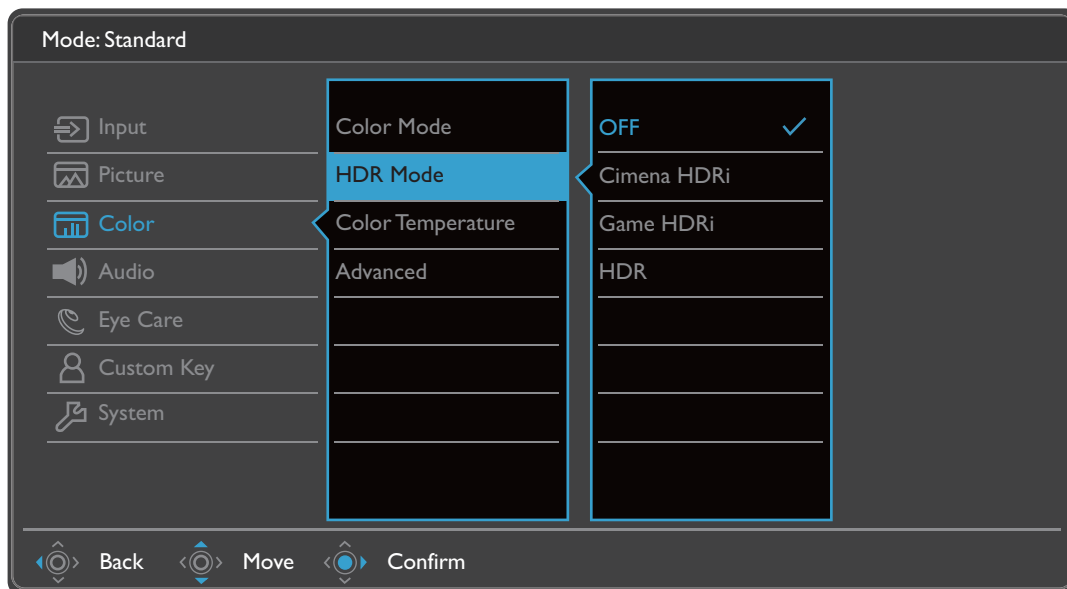 Mode: Standard
Input
Picture
Color
Audio
Eye Care
Custom Key
System
Color Mode
HDR Mode
Color Temperature
Advanced
OFF
Cimena HDRi
Game HDRi
HDR
Back Move Confirm